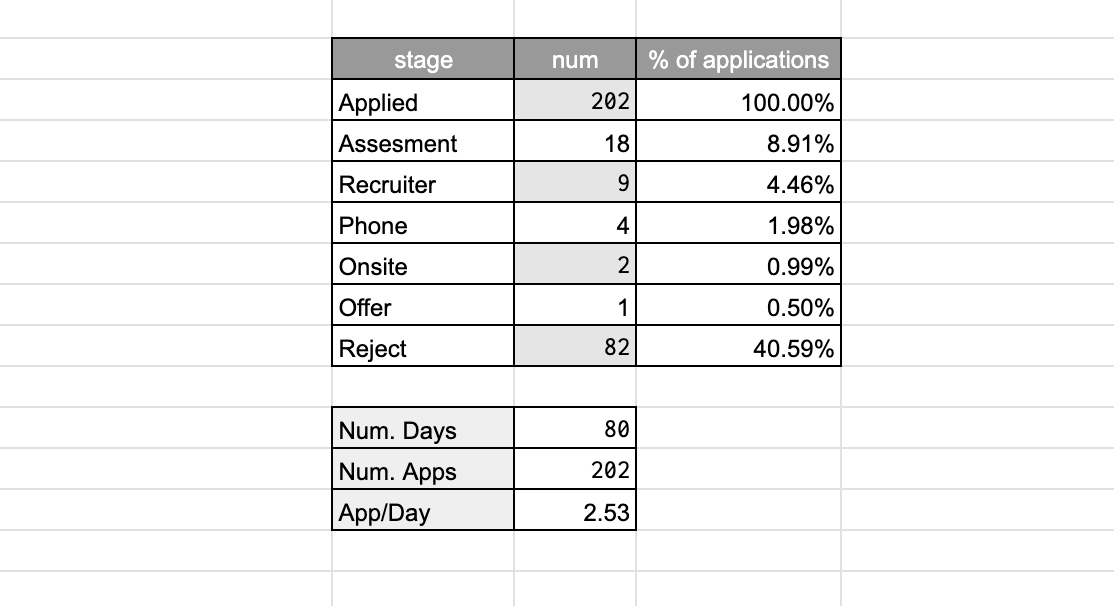 stage num % of applications
Applied 202 100.00%
Assesment 18 8.91%
Recruiter 9 4.46%
Phone 4 1.98%
Onsite 2 0.99%
Offer 1 0.50%
Reject 82 40.59%
Num. Days 80
Num. Apps 202
App/Day 2.53